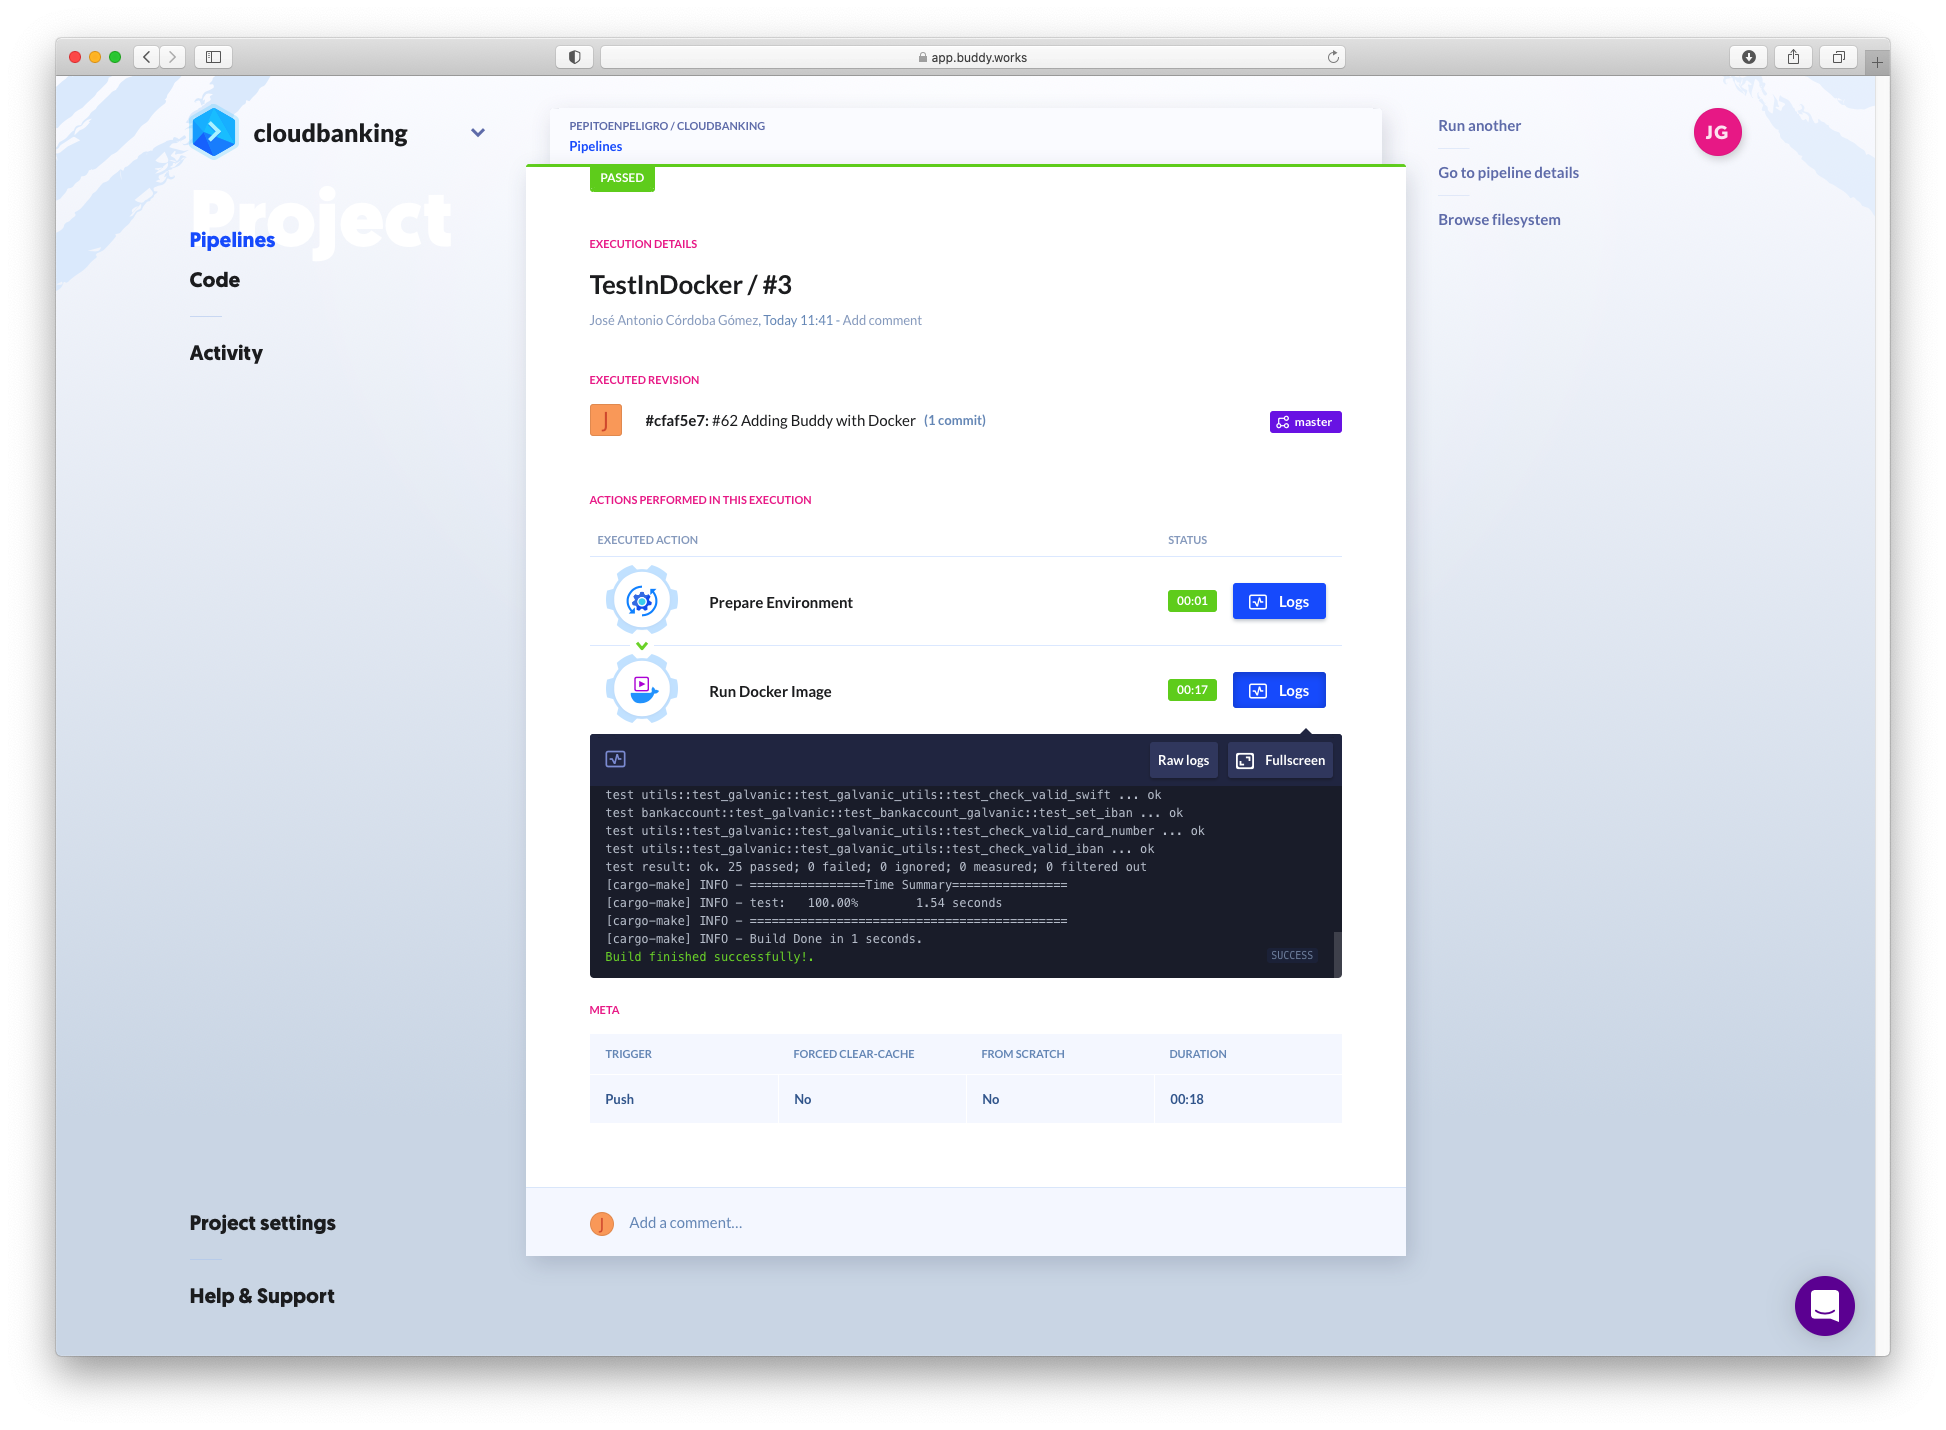 app.buddy.works
cloudbanking
Project
Pipelines
Code
Activity
Project settings
Help & Support
PEPITOENPELIGRO / CLOUDBANKING
Pipelines
PASSED
EXECUTION DETAILS
TestInDocker / #3
José Antonio Córdoba Gómez, Today 11:41 - Add comment
EXECUTED REVISION
J
#cfaf5e7: #62 Adding Buddy with Docker (1 commit)
master
ACTIONS PERFORMED IN THIS EXECUTION
EXECUTED ACTION STATUS
Prepare Environment 00:01 Logs
Run Docker Image 00:17 Logs
Raw logs Fullscreen
test utils::test_galvanic::test_galvanic_utils::test_check_valid_swift ... ok
test bankaccount::test_galvanic::test_bankaccount_galvanic::test_set_iban ... ok
test utils::test_galvanic::test_galvanic_utils::test_check_valid_card_number ... ok
test utils::test_galvanic::test_galvanic_utils::test_check_valid_iban ... ok
test result: ok. 25 passed; 0 failed; 0 ignored; 0 measured; 0 filtered out
[cargo-make] INFO - ================Time Summary================
[cargo-make] INFO - test:   100.00%        1.54 seconds
[cargo-make] INFO - ============================================
[cargo-make] INFO - Build Done in 1 seconds.
Build finished successfully!.
SUCCESS
META
TRIGGER FORCED CLEAR-CACHE FROM SCRATCH DURATION
Push No No 00:18
J
Add a comment...
Run another
Go to pipeline details
Browse filesystem
JG